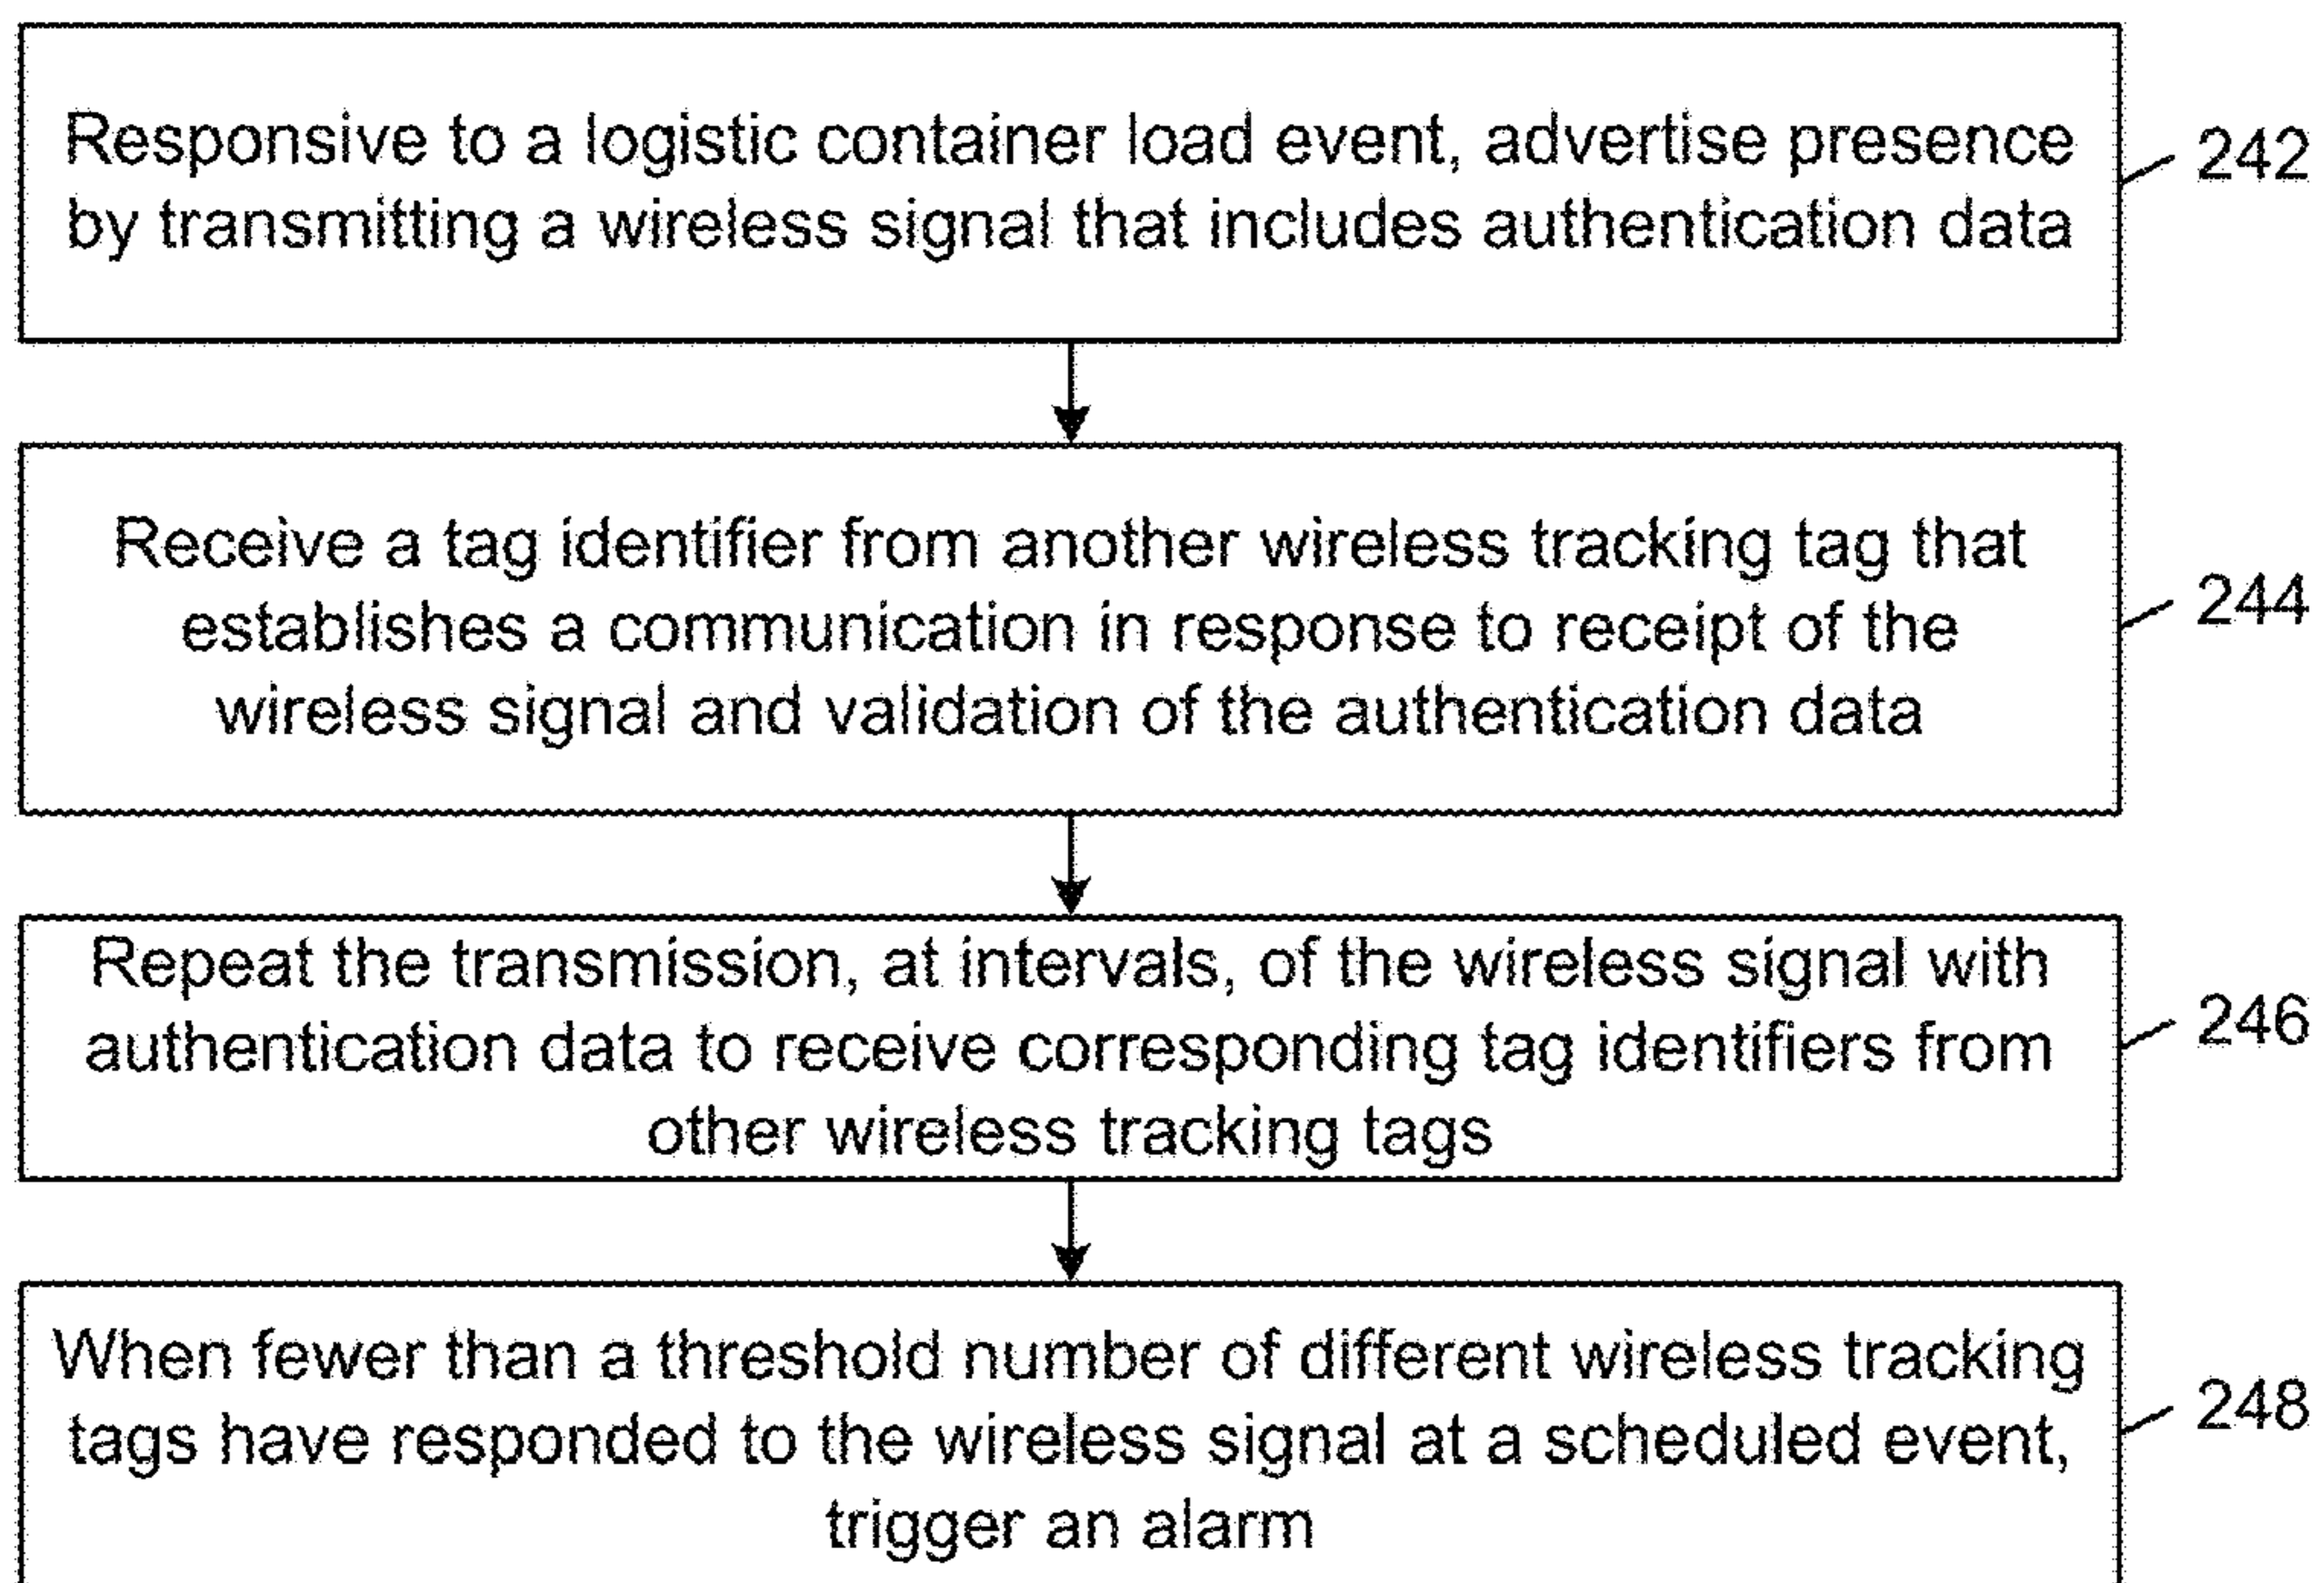 Responsive to a logistic container load event, advertise presence
by transmitting a wireless signal that includes authentication data
242
Receive a tag identifier from another wireless tracking tag that
establishes a communication in response to receipt of the
wireless signal and validation of the authentication data
244
Repeat the transmission, at intervals, of the wireless signal with
authentication data to receive corresponding tag identifiers from
other wireless tracking tags
246
When fewer than a threshold number of different wireless tracking
tags have responded to the wireless signal at a scheduled event,
trigger an alarm
248